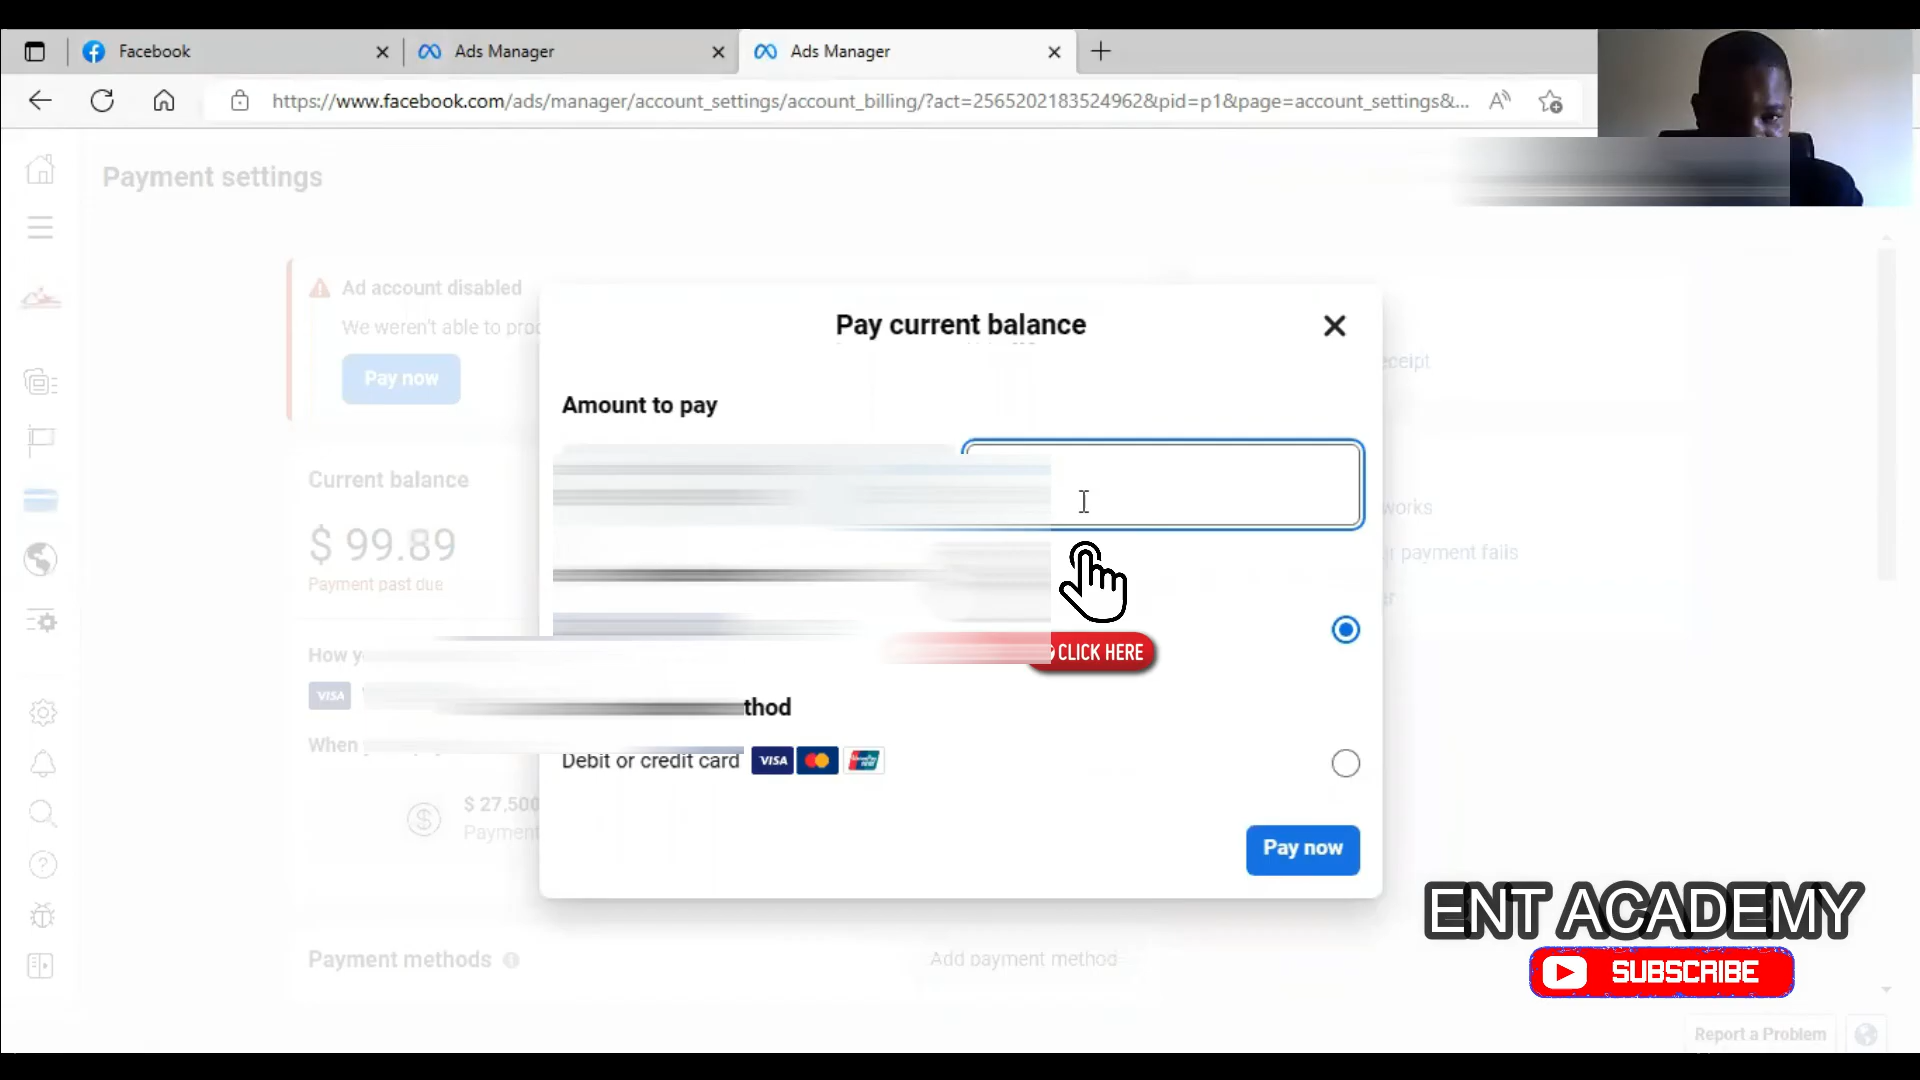 Facebook
Ads Manager
Ads Manager
https://www.facebook.com/ads/manager/account_settings/account_billing/?act=2565202183524962&pid=p1&page=account_settings&...
Payment settings
Ad account disabled
We weren't able to
Pay now
Pay current balance
Amount to pay
Current balance
$ 99.89
Payment past due
How
VISA
When
$ 27,500
Payment
CLICK HERE
thod
Debit or credit card VISA
Pay now
eceipt
works
payment fails
er
Payment methods
Add payment method
ENT ACADEMY
SUBSCRIBE
Report a Problem